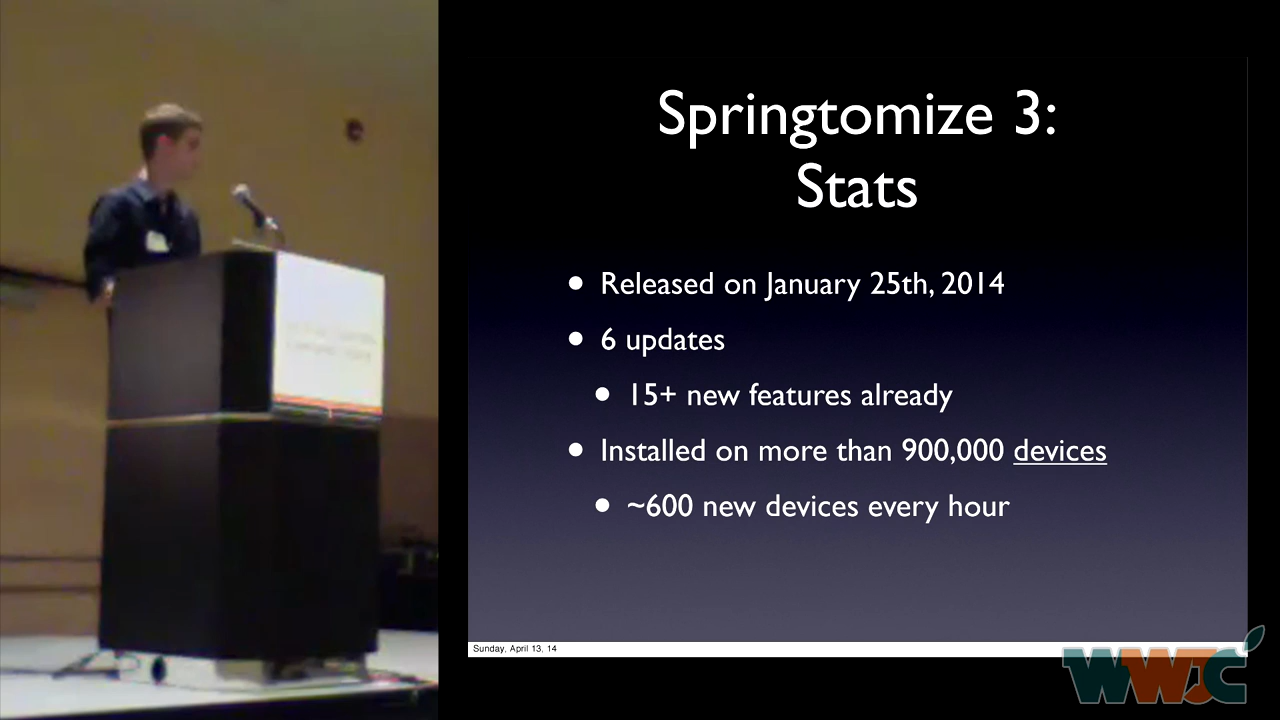 Springtomize 3:
Stats
• Released on January 25th, 2014
• 6 updates
• 15+ new features already
• Installed on more than 900,000 devices
• ~600 new devices every hour
Sunday, April 13, 14
WWJC